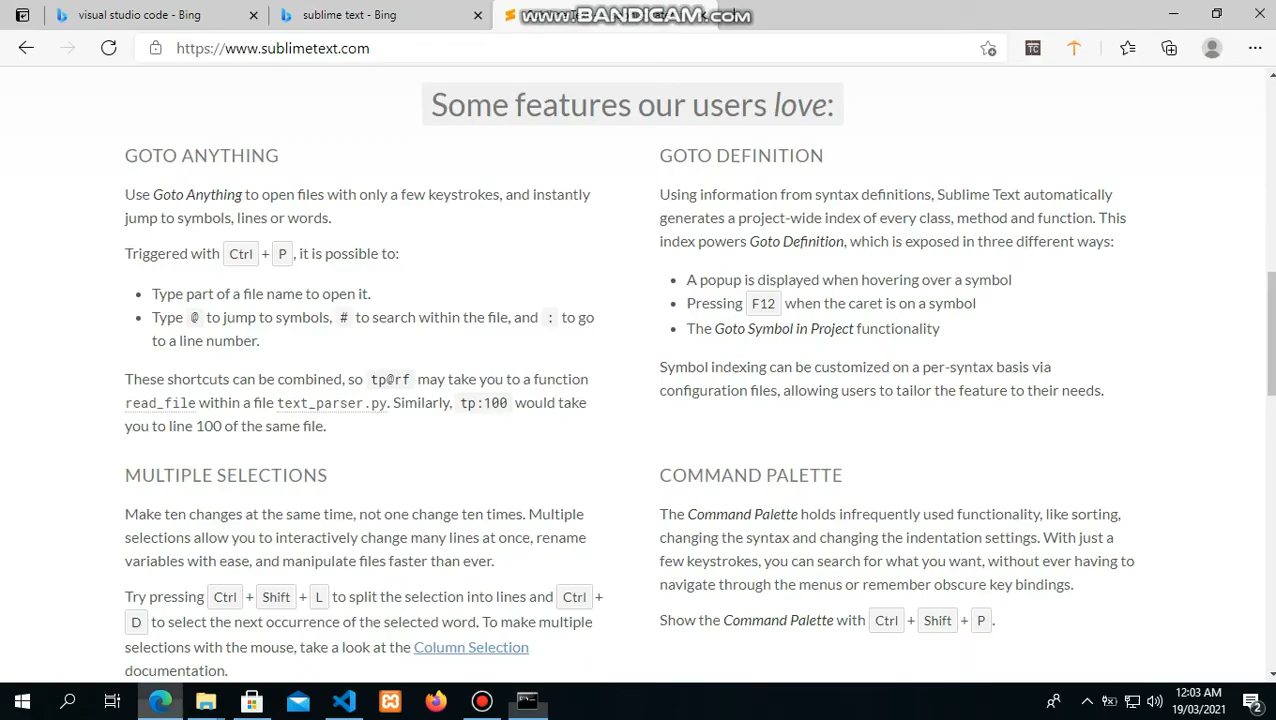 visual studio code - Bing
sublime text - Bing
www.BANDICAM.com
https://www.sublimetext.com
TC
Some features our users love:
GOTO ANYTHING
Use Goto Anything to open files with only a few keystrokes, and instantly
jump to symbols, lines or words.
Triggered with Ctrl + P, it is possible to:
• Type part of a file name to open it.
• Type @ to jump to symbols, # to search within the file, and : to go
to a line number.
These shortcuts can be combined, so tp@rf may take you to a function
read_file within a file text_parser.py. Similarly, tp:100 would take
you to line 100 of the same file.
GOTO DEFINITION
Using information from syntax definitions, Sublime Text automatically
generates a project-wide index of every class, method and function. This
index powers Goto Definition, which is exposed in three different ways:
• A popup is displayed when hovering over a symbol
• Pressing F12 when the caret is on a symbol
• The Goto Symbol in Project functionality
Symbol indexing can be customized on a per-syntax basis via
configuration files, allowing users to tailor the feature to their needs.
MULTIPLE SELECTIONS
Make ten changes at the same time, not one change ten times. Multiple
selections allow you to interactively change many lines at once, rename
variables with ease, and manipulate files faster than ever.
Try pressing Ctrl + Shift + L to split the selection into lines and Ctrl +
D to select the next occurrence of the selected word. To make multiple
selections with the mouse, take a look at the Column Selection
documentation.
COMMAND PALETTE
The Command Palette holds infrequently used functionality, like sorting,
changing the syntax and changing the indentation settings. With just a
few keystrokes, you can search for what you want, without ever having to
navigate through the menus or remember obscure key bindings.
Show the Command Palette with Ctrl + Shift + P.
12:03 AM
19/03/2021
2